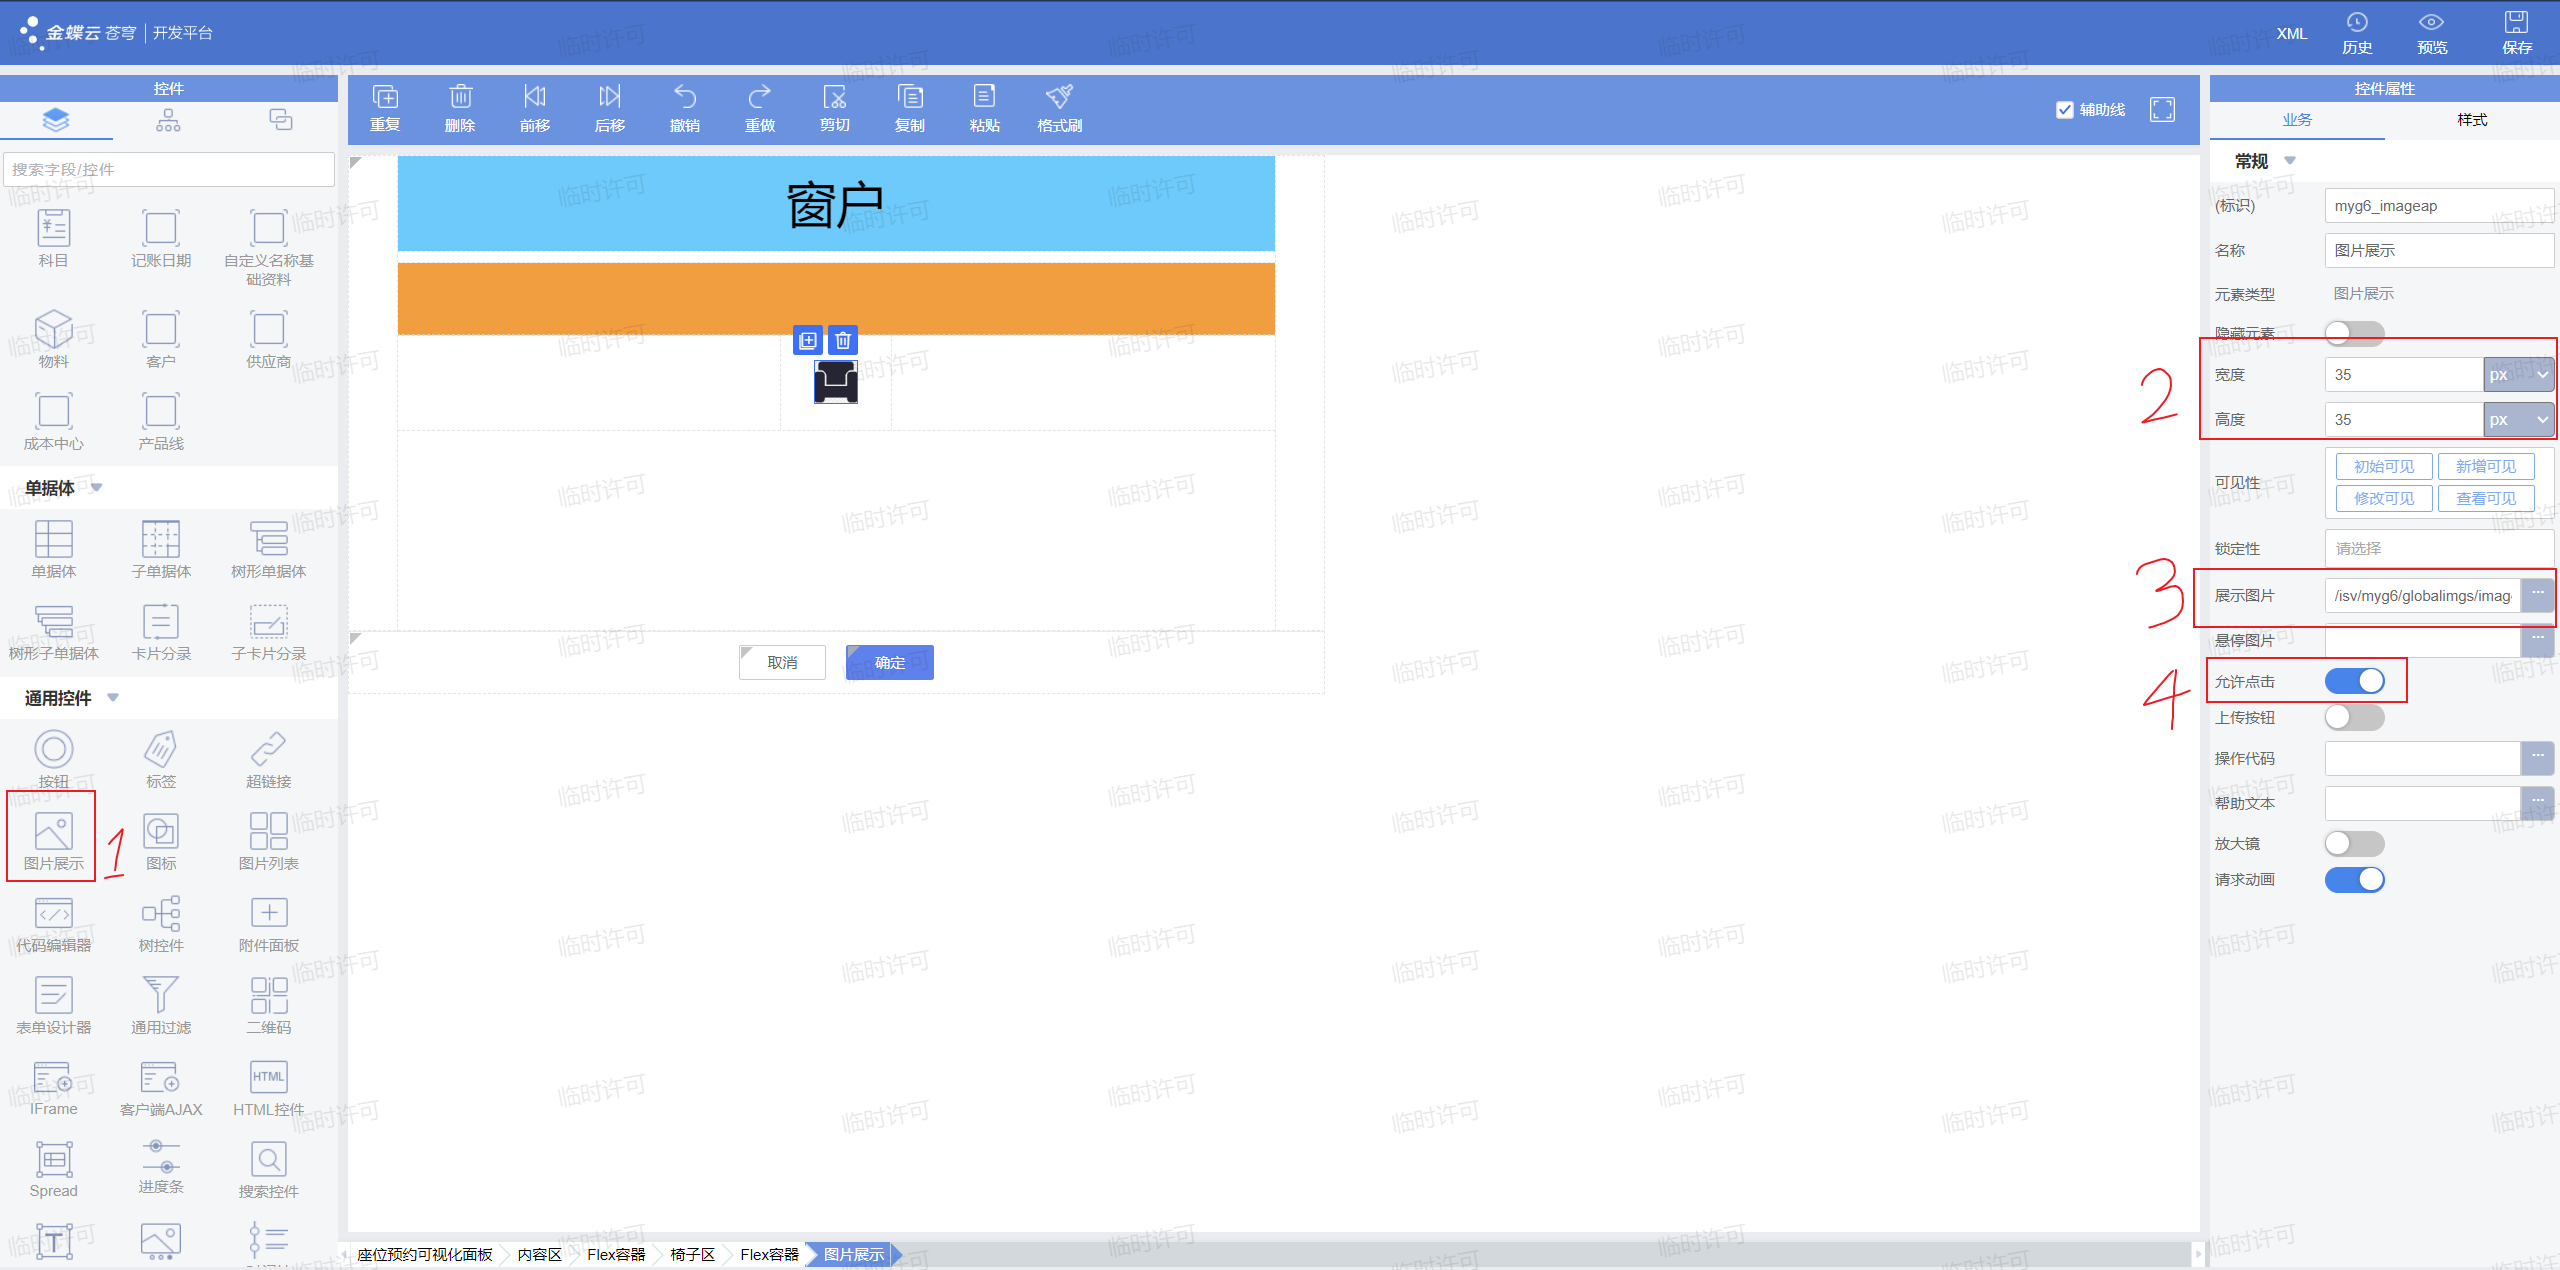 金蝶云 苍穹 | 开发平台
XML
历史
预览
保存
控件
搜索字段/控件
科目
记账日期
自定义名称基础资料
物料
客户
供应商
成本中心
产品线
单据体
单据体
子单据体
树形单据体
树形子单据体
卡片分录
子卡片分录
通用控件
按钮
标签
超链接
图片展示
1
图标
图片列表
代码编辑器
树控件
附件面板
表单设计器
通用过滤
二维码
IFrame
客户端AJAX
HTML
HTML控件
Spread
进度条
搜索控件
重复
删除
前移
后移
撤销
重做
剪切
复制
粘贴
格式刷
辅助线
窗户
取消
确定
座位预约可视化面板
内容区
Flex容器
椅子区
Flex容器
图片展示
控件属性
业务
样式
常规
(标识)
myg6_imageap
名称
图片展示
元素类型
图片展示
隐藏元素
2
宽度
35
px
高度
35
px
可见性
初始可见
新增可见
修改可见
查看可见
锁定性
请选择
3
展示图片
/isv/myg6/globalimgs/imag
悬停图片
4
允许点击
上传按钮
操作代码
帮助文本
放大镜
请求动画
临时许可